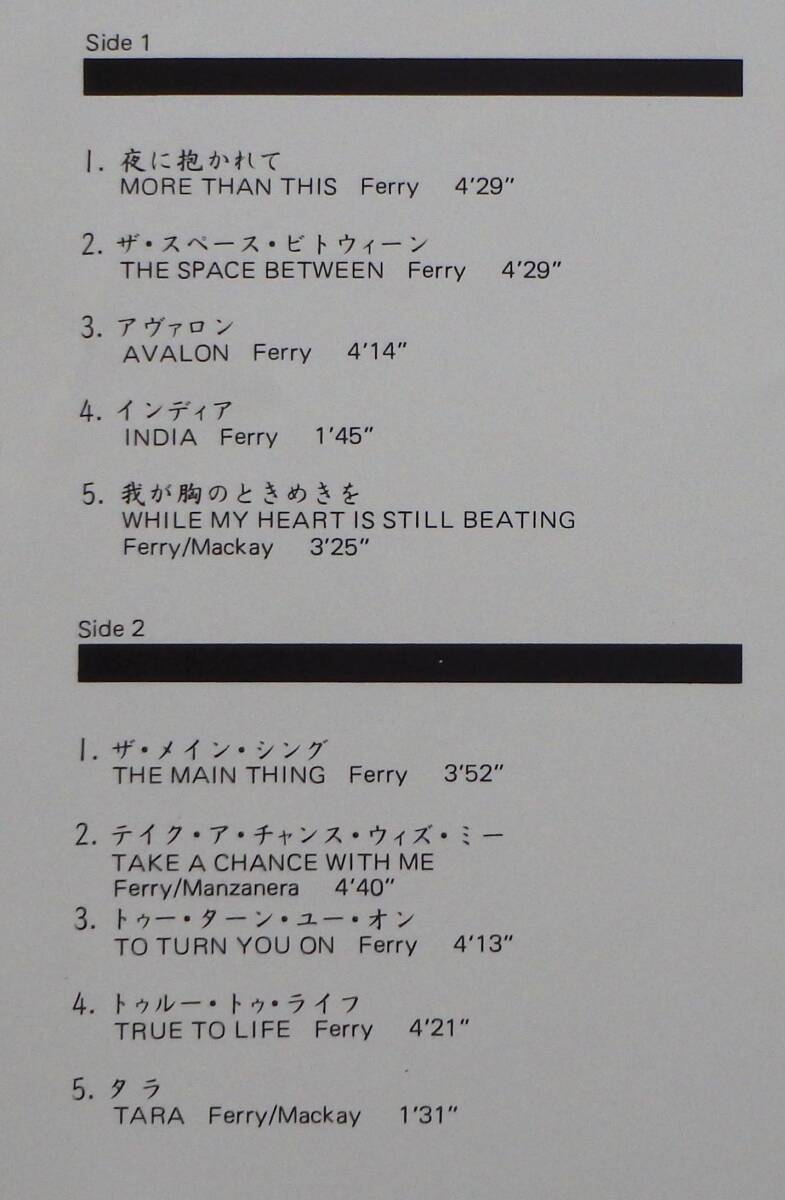 Side 1
1. 夜に抱かれて
MORE THAN THIS Ferry 4'29"
2. ザ・スペース・ビトウィーン
THE SPACE BETWEEN Ferry 4'29"
3. アヴァロン
AVALON Ferry 4'14"
4. インディア
INDIA Ferry 1'45"
5. 我が胸のときめきを
WHILE MY HEART IS STILL BEATING
Ferry/Mackay 3'25"
Side 2
1. ザ・メイン・シング
THE MAIN THING Ferry 3'52"
2. テイク・ア・チャンス・ウィズ・ミー
TAKE A CHANCE WITH ME
Ferry/Manzanera 4'40"
3. トゥー・ターン・ユー・オン
TO TURN YOU ON Ferry 4'13"
4. トゥルー・トゥ・ライフ
TRUE TO LIFE Ferry 4'21"
5. タラ
TARA Ferry/Mackay 1'31"